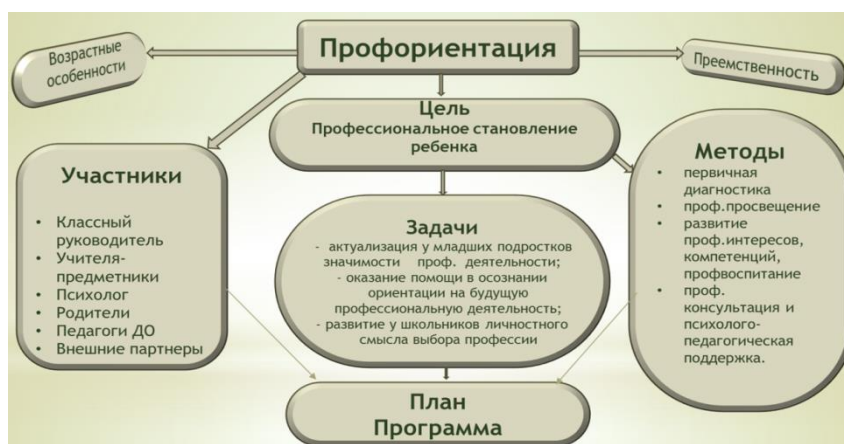 Профориентация
Возрастные
особенности
Преемственность
Цель
Профессиональное становление
ребенка
Участники
• Классный
руководитель
• Учителя-
предметники
• Психолог
• Родители
• Педагоги ДО
• Внешние партнеры
Задачи
- актуализация у младших подростков
значимости проф. деятельности;
- оказание помощи в осознании
ориентации на будущую
профессиональную деятельность;
- развитие у школьников личностного
смысла выбора профессии
Методы
• первичная
диагностика
• проф.просвещение
• развитие
проф.интересов,
компетенций,
профвоспитание
• проф.
консультация и
психолого-
педагогическая
поддержка.
План
Программа